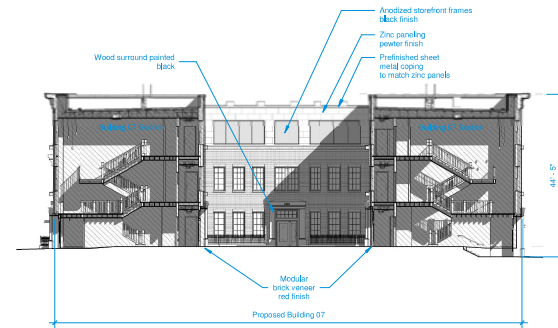 Anodized storefront frames
black finish
Zinc paneling
pewter finish
Prefinished sheet
metal coping
to match zinc panels
Wood surround painted
black
44' - 5"
Modular
brick veneer
red finish
Proposed Building 07